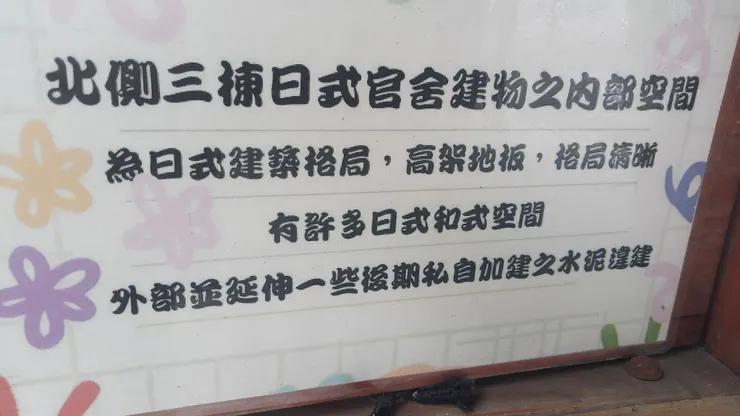 北側三棟日式官舍建物之內部空間
為日式建築格局，高架地板，格局清晰
有許多日式和式空間
外部並延伸一些後期私自加建之水泥違建